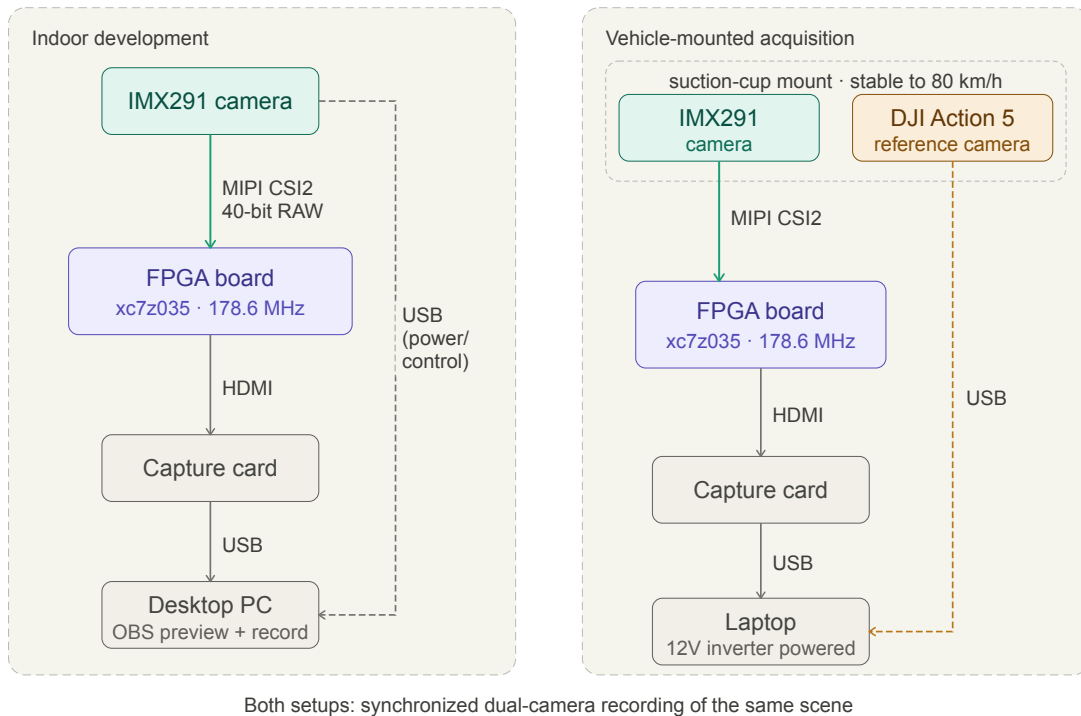 Indoor development
IMX291 camera
MIPI CSI2
40-bit RAW
FPGA board
xc7z035 · 178.6 MHz
USB
(power/
control)
HDMI
Capture card
USB
Desktop PC
OBS preview + record
Vehicle-mounted acquisition
suction-cup mount · stable to 80 km/h
IMX291
camera
DJI Action 5
reference camera
MIPI CSI2
FPGA board
xc7z035 · 178.6 MHz
USB
HDMI
Capture card
USB
Laptop
12V inverter powered
Both setups: synchronized dual-camera recording of the same scene